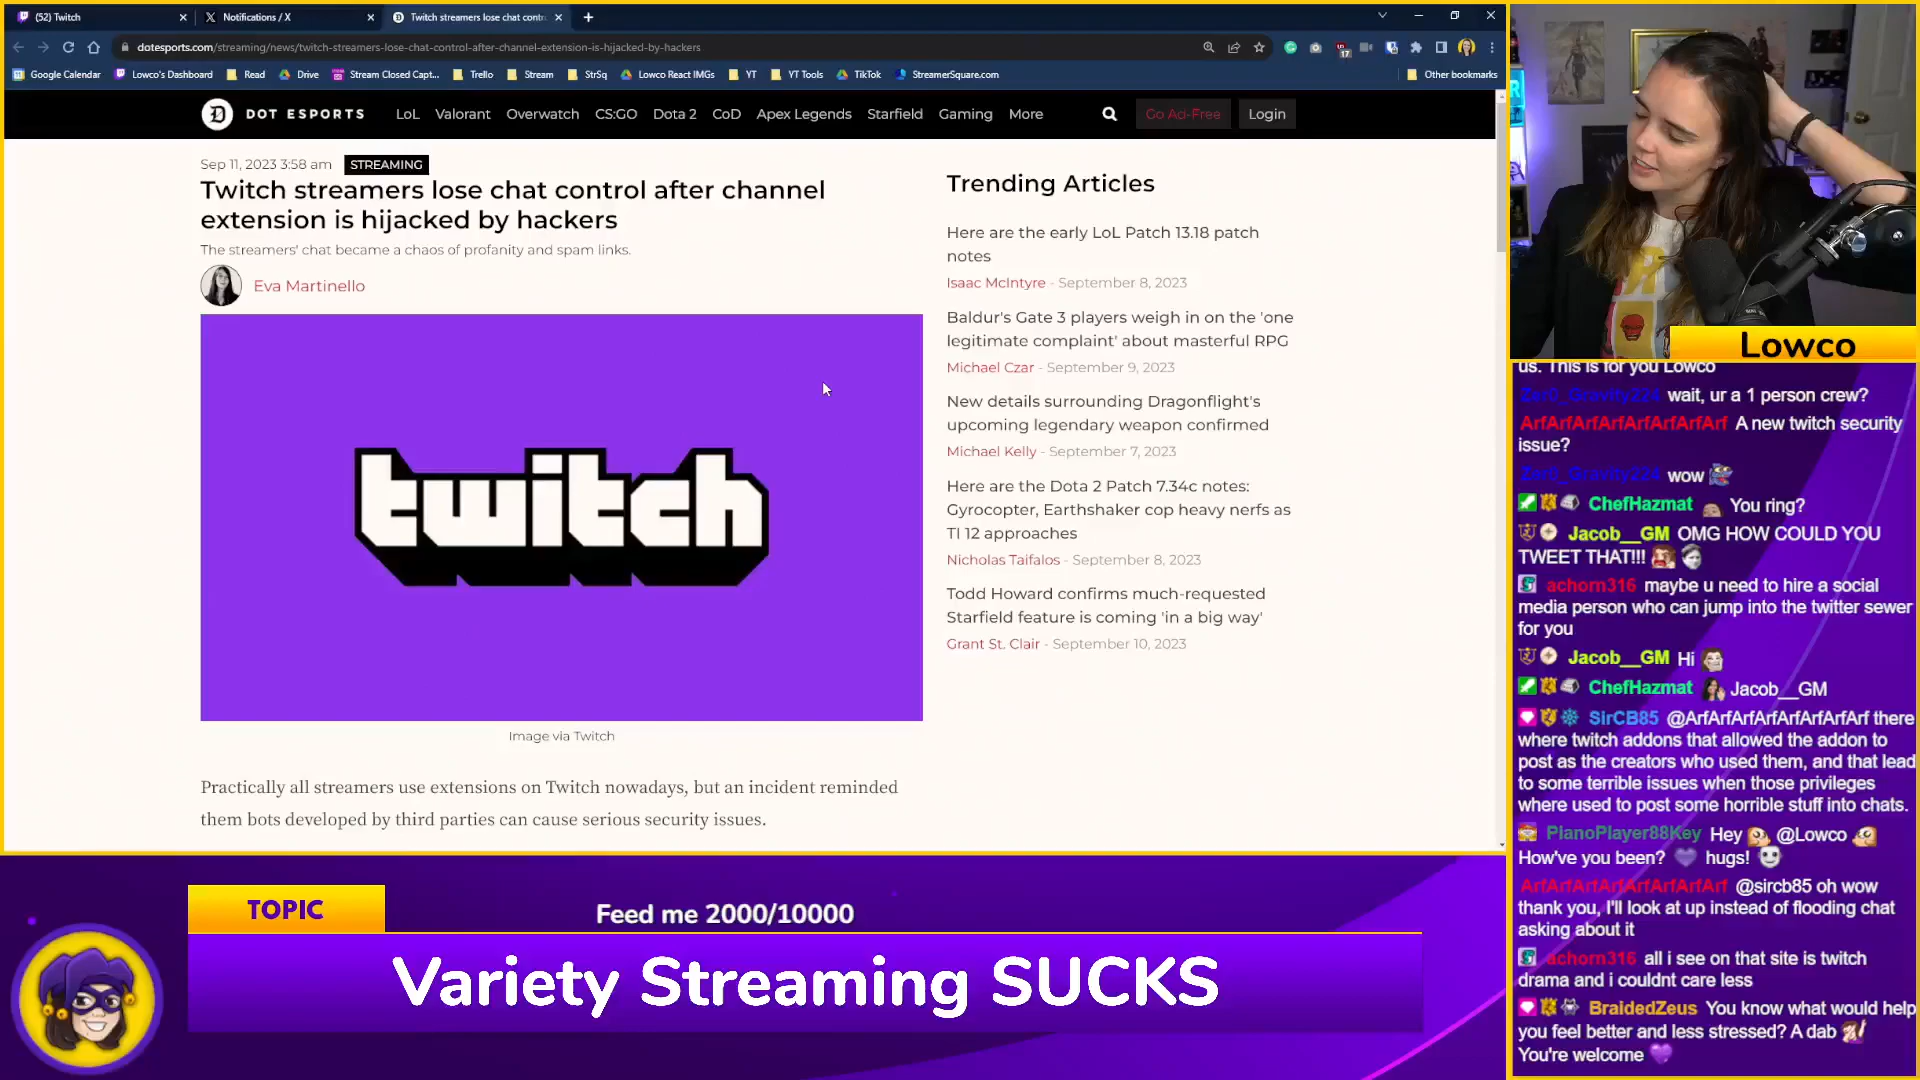 (52) Twitch
Notifications / X
Twitch streamers lose chat contr
dotesports.com/streaming/news/twitch-streamers-lose-chat-control-after-channel-extension-is-hijacked-by-hackers
17
Google Calendar
Lowco's Dashboard
Read
Drive
Stream Closed Capt...
Trello
Stream
StrSq
Lowco React IMGs
YT
YT Tools
TikTok
StreamerSquare.com
Other bookmarks
DOT ESPORTS
LoL Valorant Overwatch CS:GO Dota 2 CoD Apex Legends Starfield Gaming More
Go Ad-Free
Login
Sep 11, 2023 3:58 am
STREAMING
Twitch streamers lose chat control after channel
extension is hijacked by hackers
The streamers' chat became a chaos of profanity and spam links.
Eva Martinello
twitch
Image via Twitch
Practically all streamers use extensions on Twitch nowadays, but an incident reminded
them bots developed by third parties can cause serious security issues.
Trending Articles
Here are the early LoL Patch 13.18 patch
notes
Isaac McIntyre - September 8, 2023
Baldur's Gate 3 players weigh in on the 'one
legitimate complaint' about masterful RPG
Michael Czar - September 9, 2023
New details surrounding Dragonflight's
upcoming legendary weapon confirmed
Michael Kelly - September 7, 2023
Here are the Dota 2 Patch 7.34c notes:
Gyrocopter, Earthshaker cop heavy nerfs as
TI 12 approaches
Nicholas Taifalos - September 8, 2023
Todd Howard confirms much-requested
Starfield feature is coming 'in a big way'
Grant St. Clair - September 10, 2023
Lowco
us. This is for you Lowco
Zer0_Gravity224 wait, ur a 1 person crew?
ArfArfArfArfArfArfArfArf A new twitch security
issue?
Zer0_Gravity224 wow
ChefHazmat You ring?
Jacob__GM OMG HOW COULD YOU
TWEET THAT!!!
achorn316 maybe u need to hire a social
media person who can jump into the twitter sewer
for you
Jacob__GM Hi
ChefHazmat Jacob__GM
SirCB85 @ArfArfArfArfArfArfArfArf there
where twitch addons that allowed the addon to
post as the creators who used them, and that lead
to some terrible issues when those privileges
where used to post some horrible stuff into chats.
PianoPlayer88Key Hey @Lowco
How've you been? hugs!
ArfArfArfArfArfArfArfArf @sircb85 oh wow
thank you, I'll look at up instead of flooding chat
asking about it
achorn316 all i see on that site is twitch
drama and i couldnt care less
BraidedZeus You know what would help
you feel better and less stressed? A dab
You're welcome
TOPIC
Feed me 2000/10000
Variety Streaming SUCKS